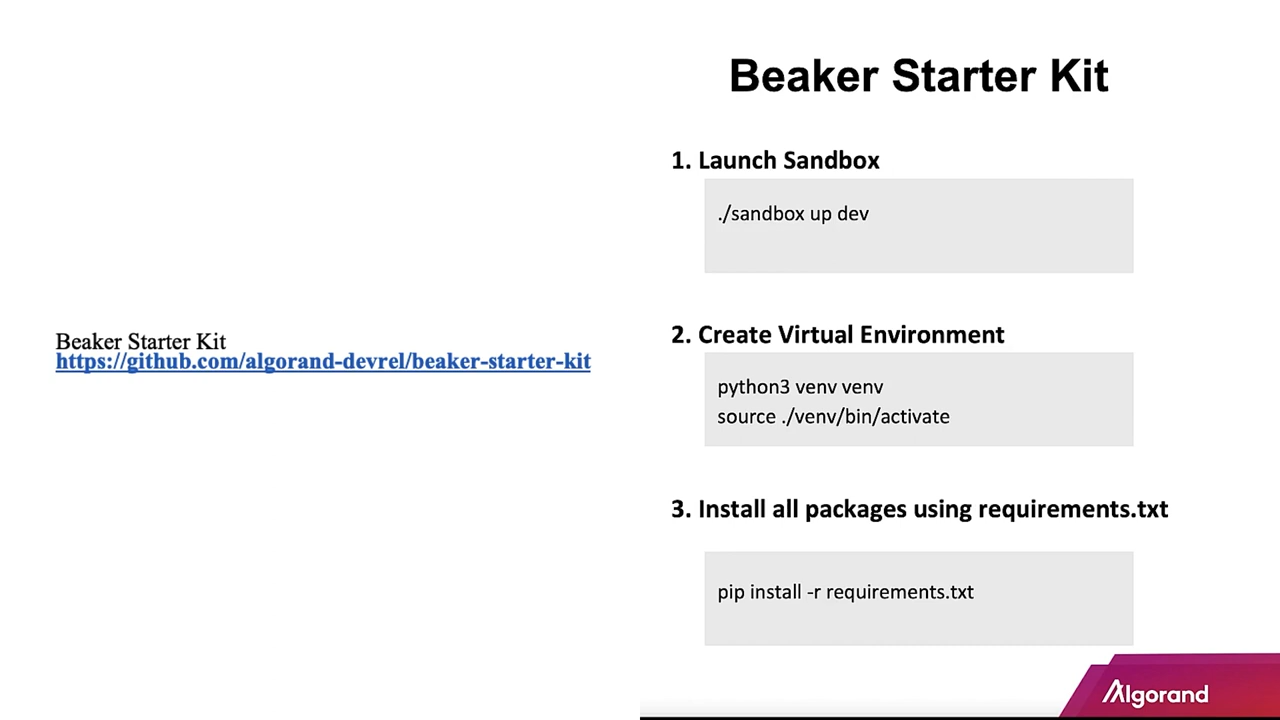 Beaker Starter Kit
https://github.com/algorand-devrel/beaker-starter-kit
Beaker Starter Kit
1. Launch Sandbox
./sandbox up dev
2. Create Virtual Environment
python3 venv venv
source ./venv/bin/activate
3. Install all packages using requirements.txt
pip install -r requirements.txt
Algorand